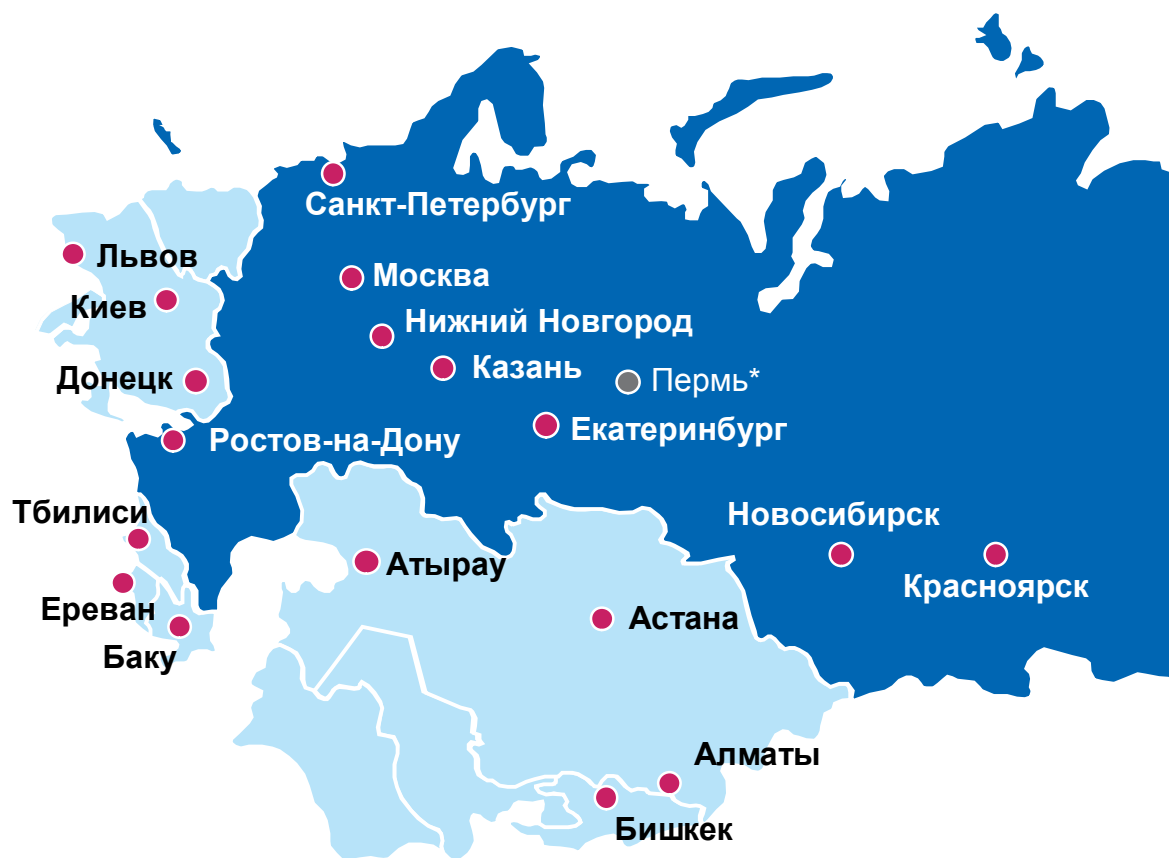 Санкт-Петербург
Львов
Москва
Киев
Нижний Новгород
Казань
Донецк
Пермь*
Екатеринбург
Ростов-на-Дону
Тбилиси
Новосибирск
Атырау
Красноярск
Ереван
Астана
Баку
Алматы
Бишкек